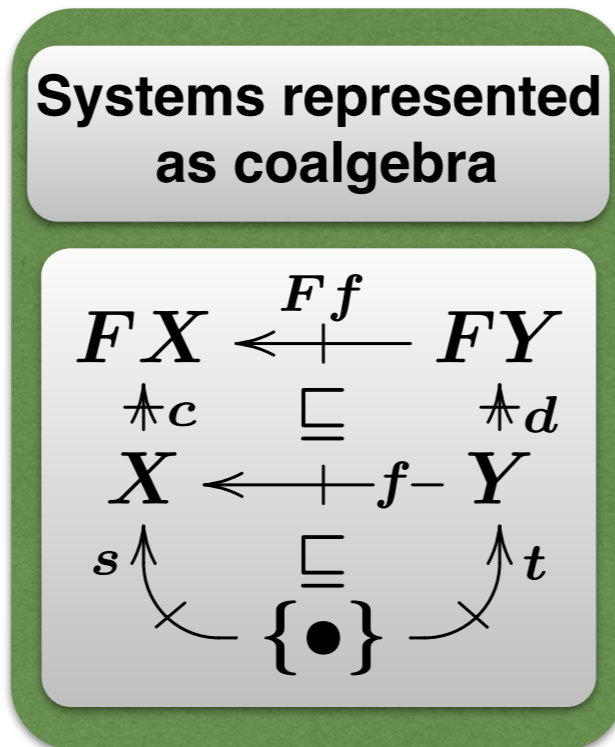 Systems represented
as coalgebra
Ff
FX FY
c ⊑ d
X f Y
s ⊑ t
{•}